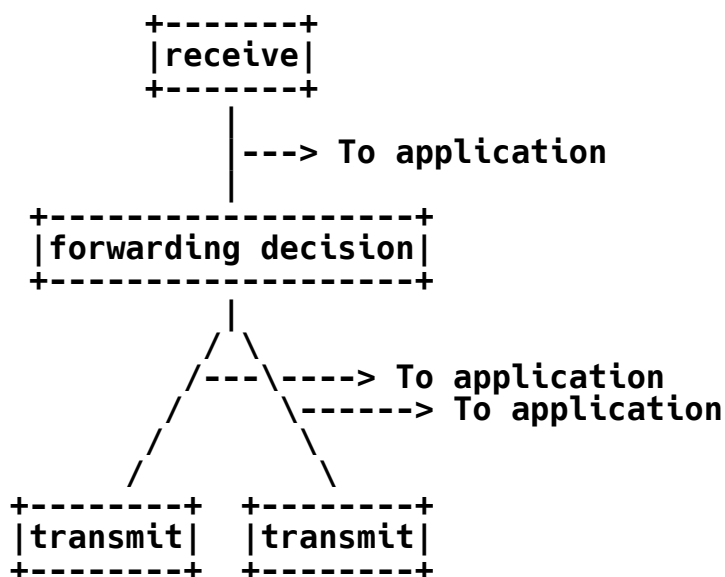 receive
To application
forwarding decision
To application
To application
transmit transmit